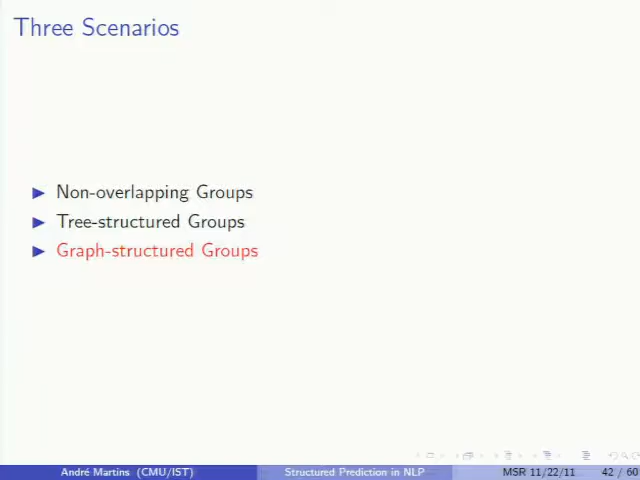 Three Scenarios
Non-overlapping Groups
Tree-structured Groups
Graph-structured Groups
André Martins (CMU/IST) Structured Prediction in NLP MSR 11/22/11 42 / 60